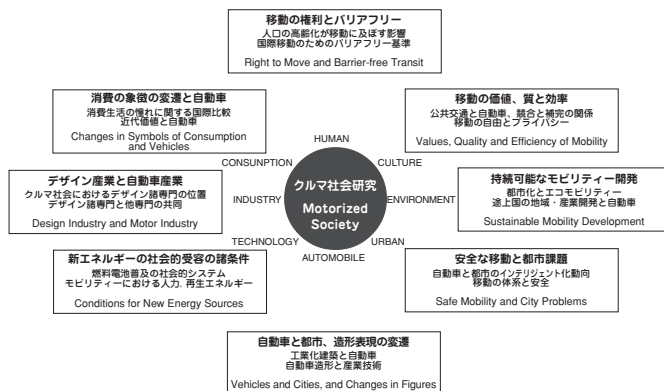 移動の権利とバリアフリー
人口の高齢化が移動に及ぼす影響
国際移動のためのバリアフリー基準
Right to Move and Barrier-free Transit
消費の象徴の変遷と自動車
消費生活の憧れに関する国際比較
近代価値と自動車
Changes in Symbols of Consumption
and Vehicles
移動の価値、質と効率
公共交通と自動車、競合と補完の関係
移動の自由とプライバシー
Values, Quality and Efficiency of Mobility
HUMAN
CONSUNPTION
CULTURE
デザイン産業と自動車産業
クルマ社会におけるデザイン諸専門の位置
デザイン諸専門と他専門の共同
Design Industry and Motor Industry
INDUSTRY
クルマ社会研究
Motorized
Society
ENVIRONMENT
持続可能なモビリティー開発
都市化とエコモビリティー
途上国の地域・産業開発と自動車
Sustainable Mobility Development
TECHNOLOGY
URBAN
AUTOMOBILE
新エネルギーの社会的受容の諸条件
燃料電池普及の社会的システム
モビリティーにおける人力, 再生エネルギー
Conditions for New Energy Sources
安全な移動と都市課題
自動車と都市のインテリジェント化動向
移動の体系と安全
Safe Mobility and City Problems
自動車と都市、造形表現の変遷
工業化建築と自動車
自動車造形と産業技術
Vehicles and Cities, and Changes in Figures